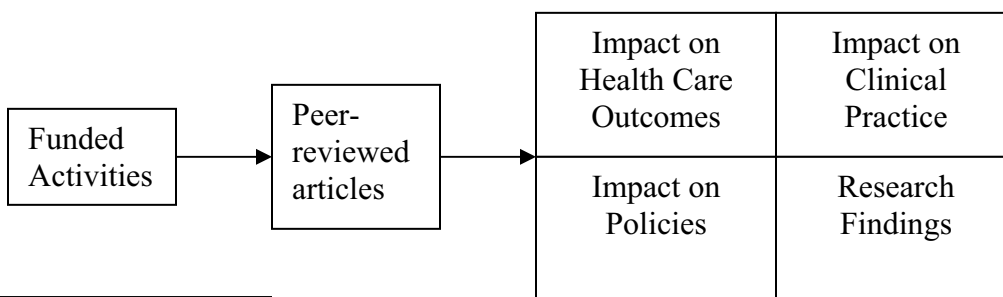 Funded
Activities
Peer-
reviewed
articles
Impact on
Health Care
Outcomes
Impact on
Clinical
Practice
Impact on
Policies
Research
Findings